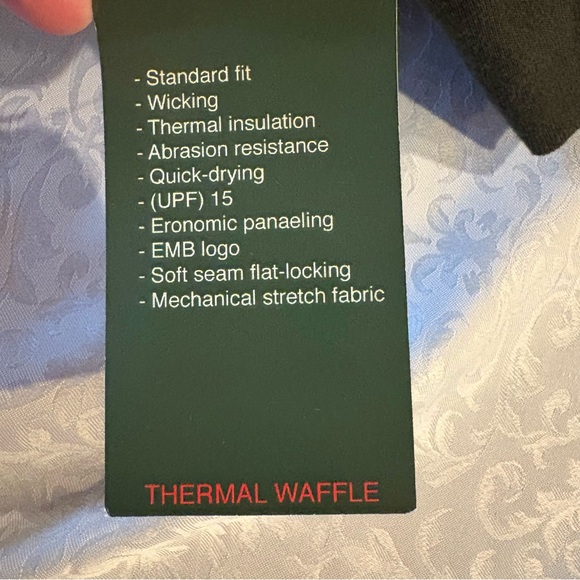 - Standard fit
- Wicking
- Thermal insulation
- Abrasion resistance
- Quick-drying
- (UPF) 15
- Eronomic panaeling
- EMB logo
- Soft seam flat-locking
- Mechanical stretch fabric
THERMAL WAFFLE